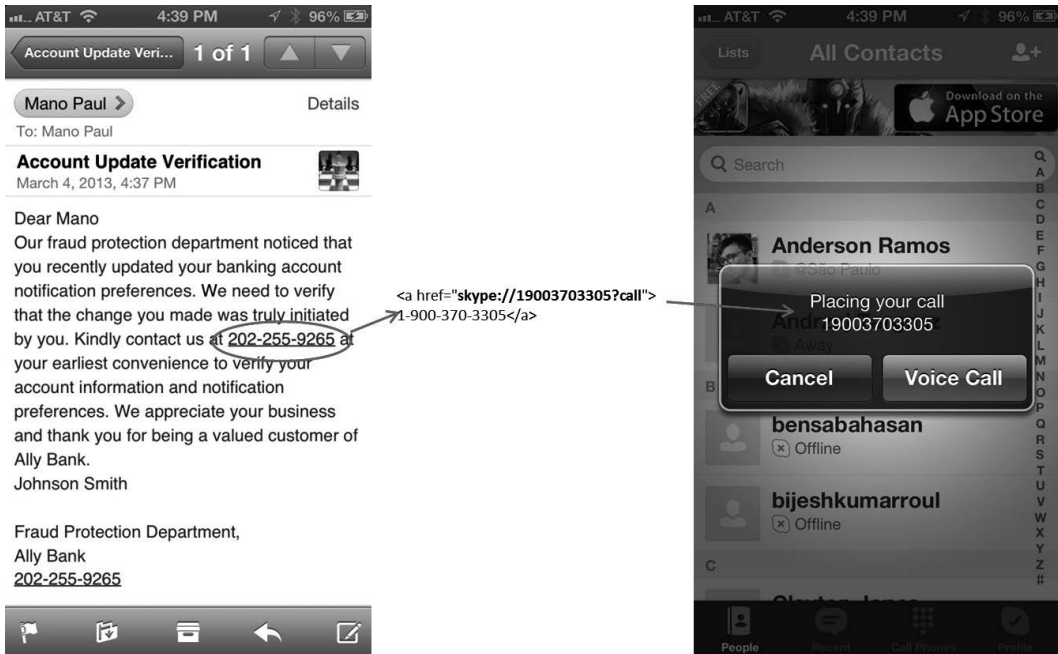 AT&T 4:39 PM 96%
Account Update Veri... 1 of 1
Mano Paul Details
To: Mano Paul
Account Update Verification
March 4, 2013, 4:37 PM
Dear Mano
Our fraud protection department noticed that
you recently updated your banking account
notification preferences. We need to verify
that the change you made was truly initiated
by you. Kindly contact us at 202-255-9265 at
your earliest convenience to verify your
account information and notification
preferences. We appreciate your business
and thank you for being a valued customer of
Ally Bank.
Johnson Smith
Fraud Protection Department,
Ally Bank
202-255-9265
<a href="skype://19003703305?call">
1-900-370-3305</a>
AT&T 4:39 PM 96%
Lists All Contacts
FREE
Download on the
App Store
Search
A
Anderson Ramos
@São Paulo
Placing your call
19003703305
Away
Cancel Voice Call
B
bensabahasan
Offline
bijeshkumarroul
Offline
C
People Recent Call Phones Profile
A
B
C
D
E
F
G
H
I
J
K
L
M
N
O
P
Q
R
S
T
U
V
W
X
Y
Z
#